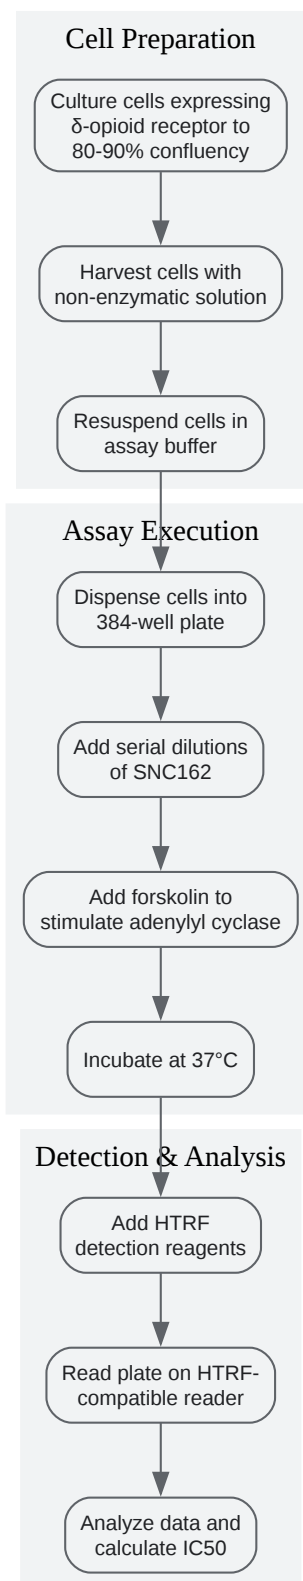 Cell Preparation
Culture cells expressing
δ-opioid receptor to
80-90% confluency
Harvest cells with
non-enzymatic solution
Resuspend cells in
assay buffer
Assay Execution
Dispense cells into
384-well plate
Add serial dilutions
of SNC162
Add forskolin to
stimulate adenylyl cyclase
Incubate at 37°C
Detection & Analysis
Add HTRF
detection reagents
Read plate on HTRF-
compatible reader
Analyze data and
calculate IC50